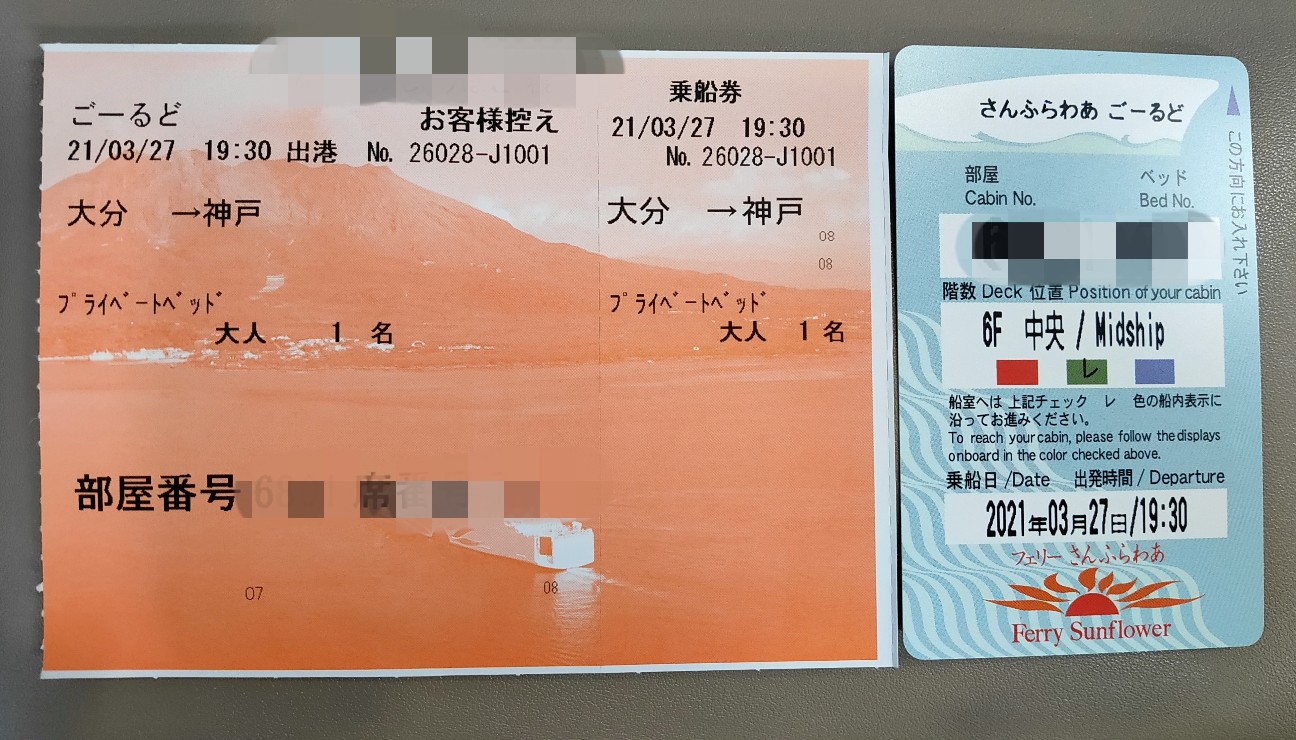 ごーるど
お客様控え
21/03/27 19:30 出港 No. 26028-J1001
大分 →神戸
ﾌﾟﾗｲﾍﾞｰﾄﾍﾞｯﾄﾞ
大人 1 名
部屋番号
07
08
乗船券
21/03/27 19:30
No. 26028-J1001
大分 →神戸
08
08
ﾌﾟﾗｲﾍﾞｰﾄﾍﾞｯﾄﾞ
大人 1 名
さんふらわあ ごーるど
この方向にお入れ下さい
部屋 ベッド
Cabin No. Bed No.
階数 Deck 位置 Position of your cabin
6F 中央 / Midship
レ
船室へは 上記チェック レ 色の船内表示に
沿ってお進みください。
To reach your cabin, please follow the displays
onboard in the color checked above.
乗船日 /Date 出発時間 / Departure
2021年03月27日/19:30
フェリー さんふらわあ
Ferry Sunflower